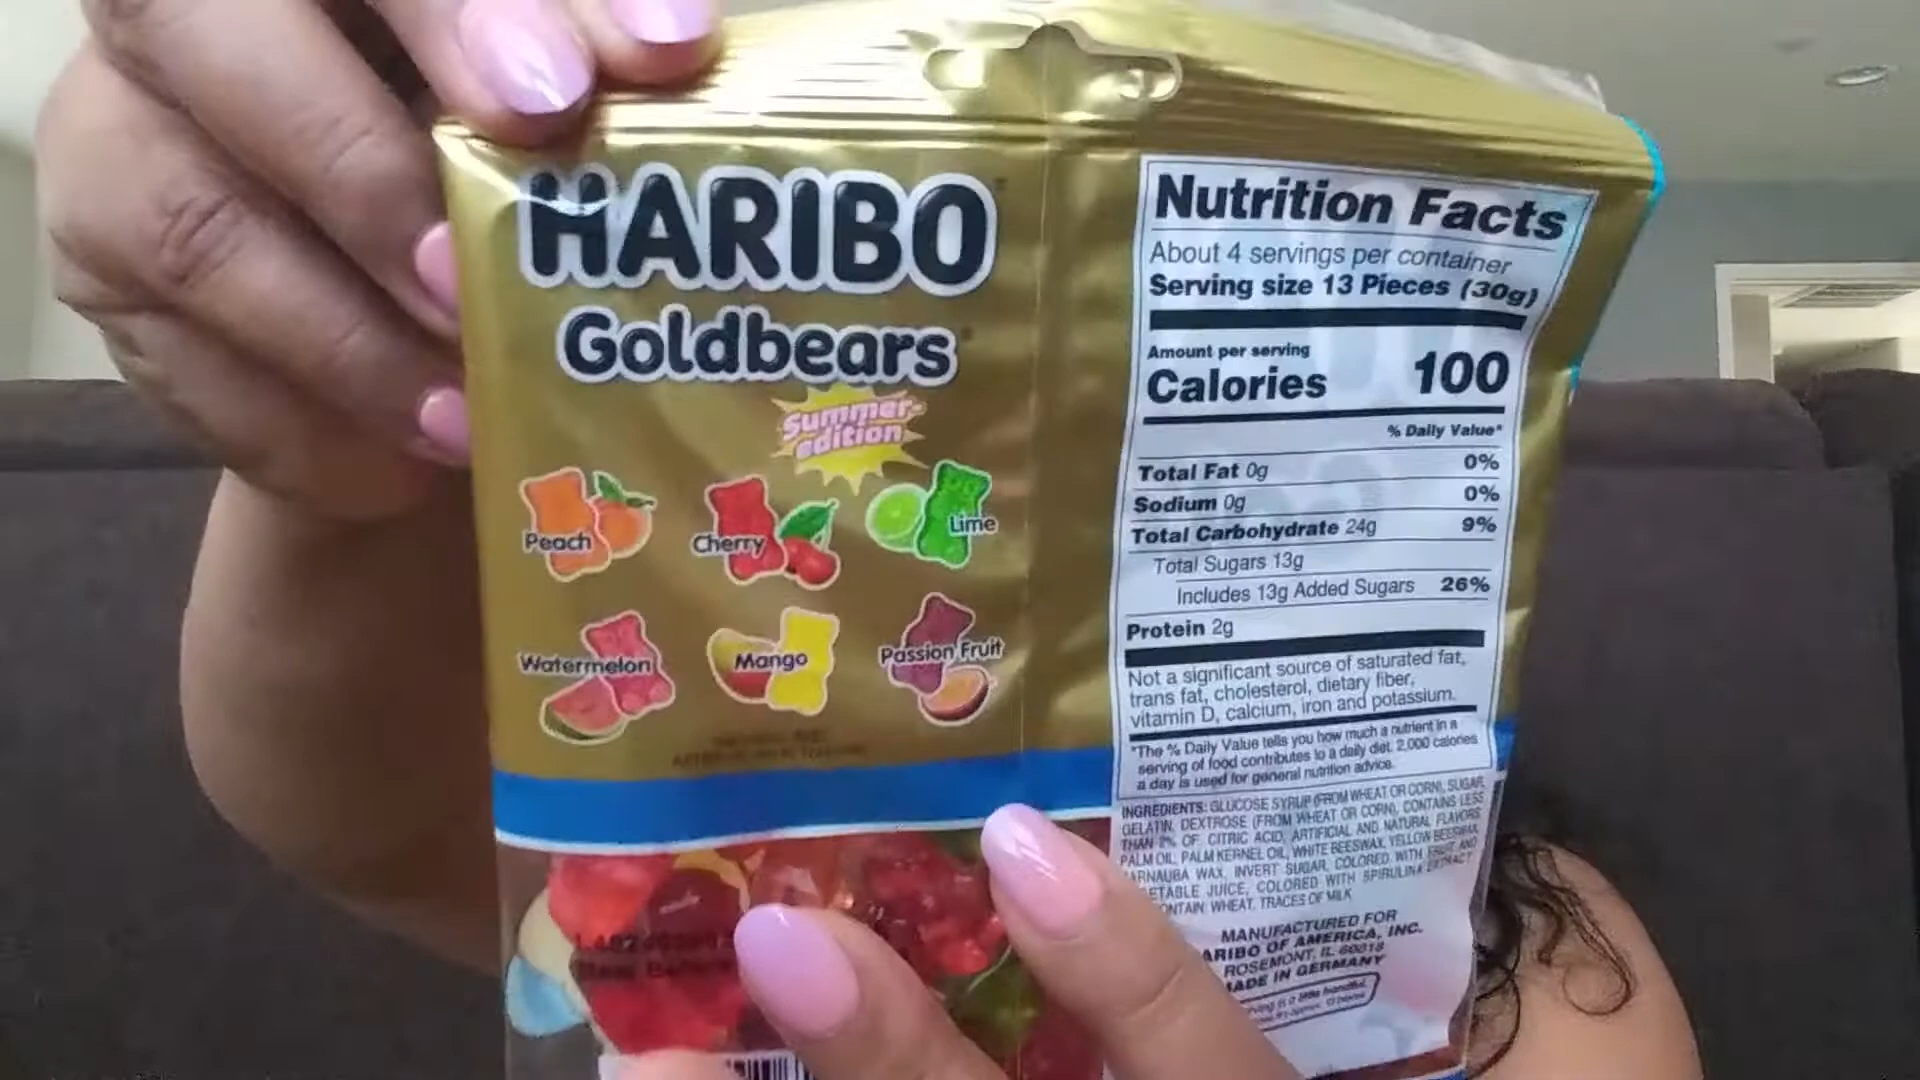 HARIBO
Goldbears
Summer-
edition
Peach
Cherry
Lime
Watermelon
Mango
Passion Fruit
Nutrition Facts
About 4 servings per container
Serving size 13 Pieces (30g)
Amount per serving
Calories 100
% Daily Value*
Total Fat 0g 0%
Sodium 0g 0%
Total Carbohydrate 24g 9%
Total Sugars 13g
Includes 13g Added Sugars 26%
Protein 2g
Not a significant source of saturated fat,
trans fat, cholesterol, dietary fiber,
vitamin D, calcium, iron and potassium.
*The % Daily Value tells you how much a nutrient in a
serving of food contributes to a daily diet. 2,000 calories
a day is used for general nutrition advice.
INGREDIENTS: GLUCOSE SYRUP (FROM WHEAT OR CORN), SUGAR,
GELATIN, DEXTROSE (FROM WHEAT OR CORN), CONTAINS LESS
THAN 2% OF: CITRIC ACID, ARTIFICIAL AND NATURAL FLAVORS,
PALM OIL, PALM KERNEL OIL, WHITE BEESWAX, YELLOW BEESWAX,
ARNAUBA WAX, INVERT SUGAR, COLORED WITH FRUIT AND
ETABLE JUICE, COLORED WITH SPIRULINA EXTRACT
ONTAIN: WHEAT, TRACES OF MILK
MANUFACTURED FOR
ARIBO OF AMERICA, INC.
ROSEMONT, IL 60018
MADE IN GERMANY
is a little handful.